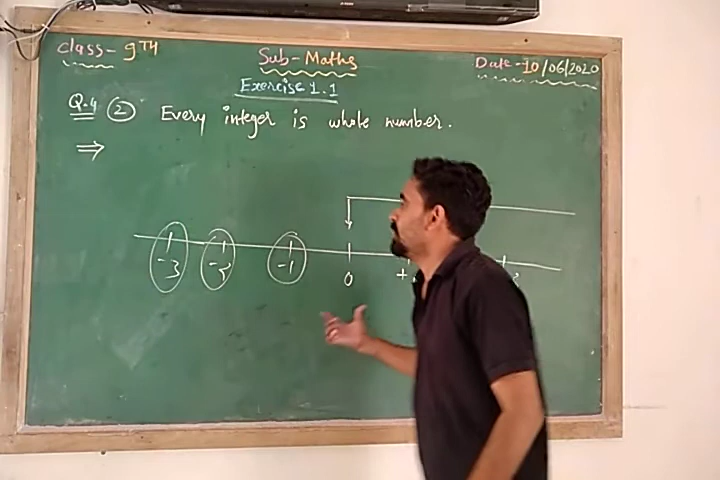 Class- 9TH Sub-Maths Date-10/06/2020
Exercise 1.1
Q.4 ② Every integer is whole number.
⇒
-3 -2 -1 0 +